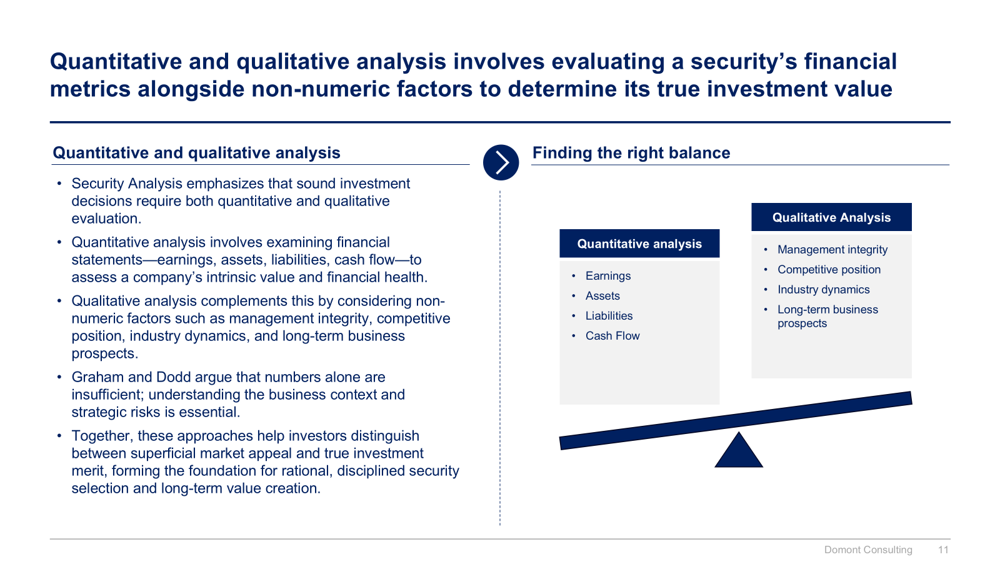 Quantitative and qualitative analysis involves evaluating a security’s financial
metrics alongside non-numeric factors to determine its true investment value
Quantitative and qualitative analysis
• Security Analysis emphasizes that sound investment
decisions require both quantitative and qualitative
evaluation.
• Quantitative analysis involves examining financial
statements—earnings, assets, liabilities, cash flow—to
assess a company’s intrinsic value and financial health.
• Qualitative analysis complements this by considering non-
numeric factors such as management integrity, competitive
position, industry dynamics, and long-term business
prospects.
• Graham and Dodd argue that numbers alone are
insufficient; understanding the business context and
strategic risks is essential.
• Together, these approaches help investors distinguish
between superficial market appeal and true investment
merit, forming the foundation for rational, disciplined security
selection and long-term value creation.
Finding the right balance
Quantitative analysis
• Earnings
• Assets
• Liabilities
• Cash Flow
Qualitative Analysis
• Management integrity
• Competitive position
• Industry dynamics
• Long-term business
prospects
Domont Consulting
11